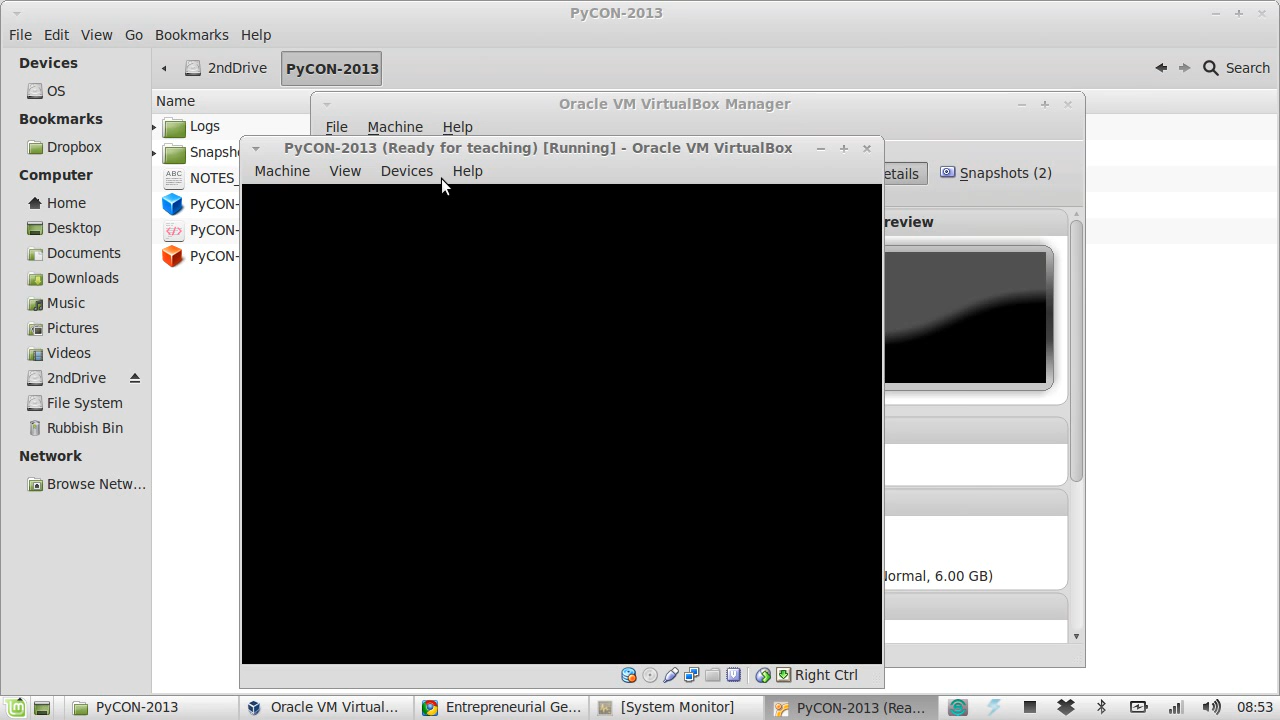 PyCON-2013
File Edit View Go Bookmarks Help
Devices
OS
Bookmarks
Dropbox
Computer
Home
Desktop
Documents
Downloads
Music
Pictures
Videos
2ndDrive
File System
Rubbish Bin
Network
Browse Netw...
2ndDrive PyCON-2013 Search
Name
Logs
Snapsh
NOTES_
PyCON-
PyCON-
PyCON-
Oracle VM VirtualBox Manager
File Machine Help
etails Snapshots (2)
review
Normal, 6.00 GB)
PyCON-2013 (Ready for teaching) [Running] - Oracle VM VirtualBox
Machine View Devices Help
Right Ctrl
PyCON-2013 Oracle VM Virtual... Entrepreneurial Ge... [System Monitor] PyCON-2013 (Rea... 08:53